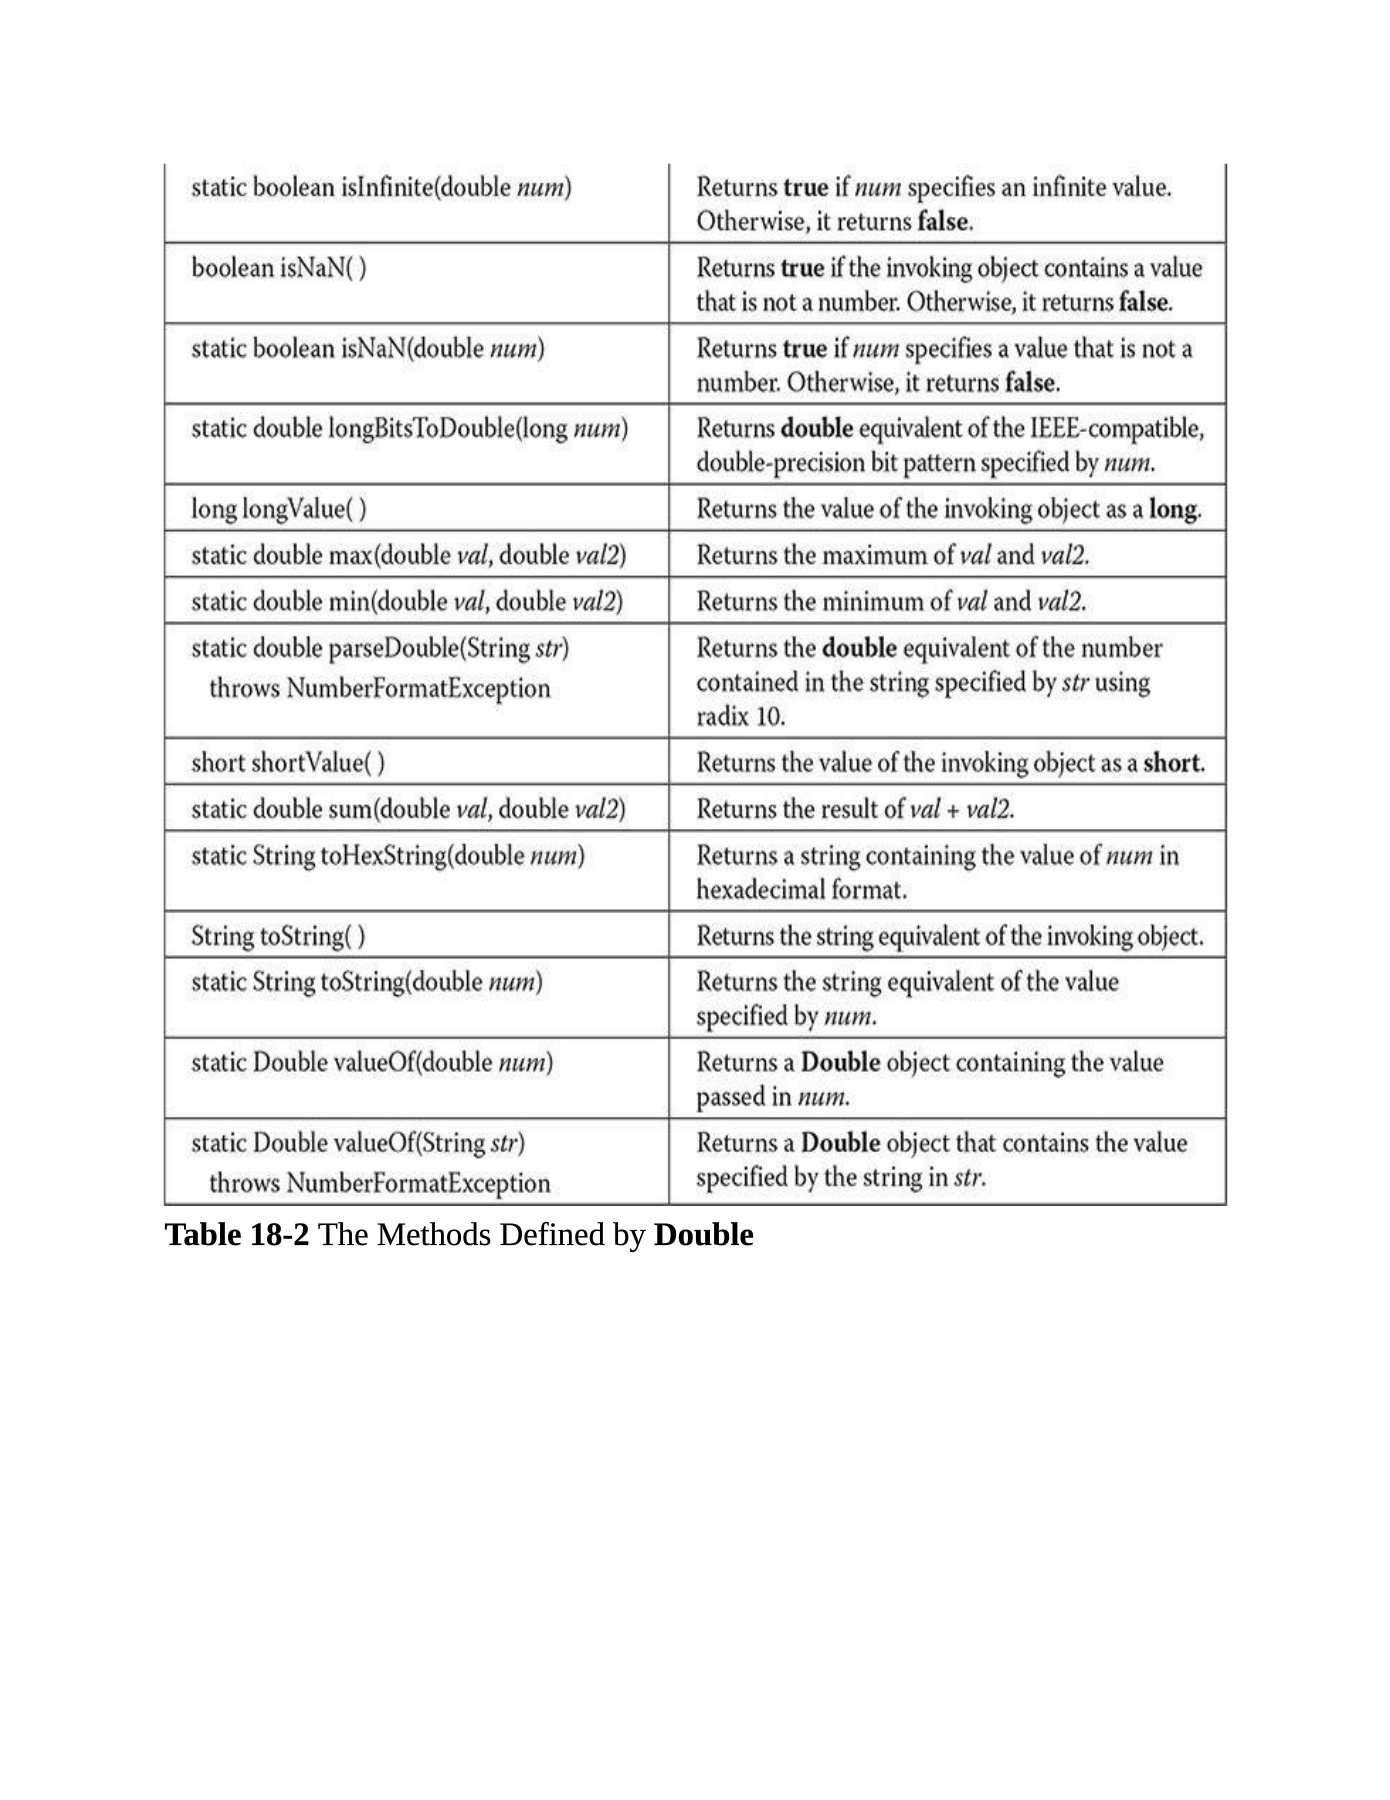 static boolean isInfinite(double num)
Returns true if num specifies an infinite value.
Otherwise, it returns false.
boolean isNaN( )
Returns true if the invoking object contains a value
that is not a number. Otherwise, it returns false.
static boolean isNaN(double num)
Returns true if num specifies a value that is not a
number. Otherwise, it returns false.
static double longBitsToDouble(long num)
Returns double equivalent of the IEEE-compatible,
double-precision bit pattern specified by num.
long longValue( )
Returns the value of the invoking object as a long.
static double max(double val, double val2)
Returns the maximum of val and val2.
static double min(double val, double val2)
Returns the minimum of val and val2.
static double parseDouble(String str)
throws NumberFormatException
Returns the double equivalent of the number
contained in the string specified by str using
radix 10.
short shortValue( )
Returns the value of the invoking object as a short.
static double sum(double val, double val2)
Returns the result of val + val2.
static String toHexString(double num)
Returns a string containing the value of num in
hexadecimal format.
String toString( )
Returns the string equivalent of the invoking object.
static String toString(double num)
Returns the string equivalent of the value
specified by num.
static Double valueOf(double num)
Returns a Double object containing the value
passed in num.
static Double valueOf(String str)
throws NumberFormatException
Returns a Double object that contains the value
specified by the string in str.
Table 18-2 The Methods Defined by Double